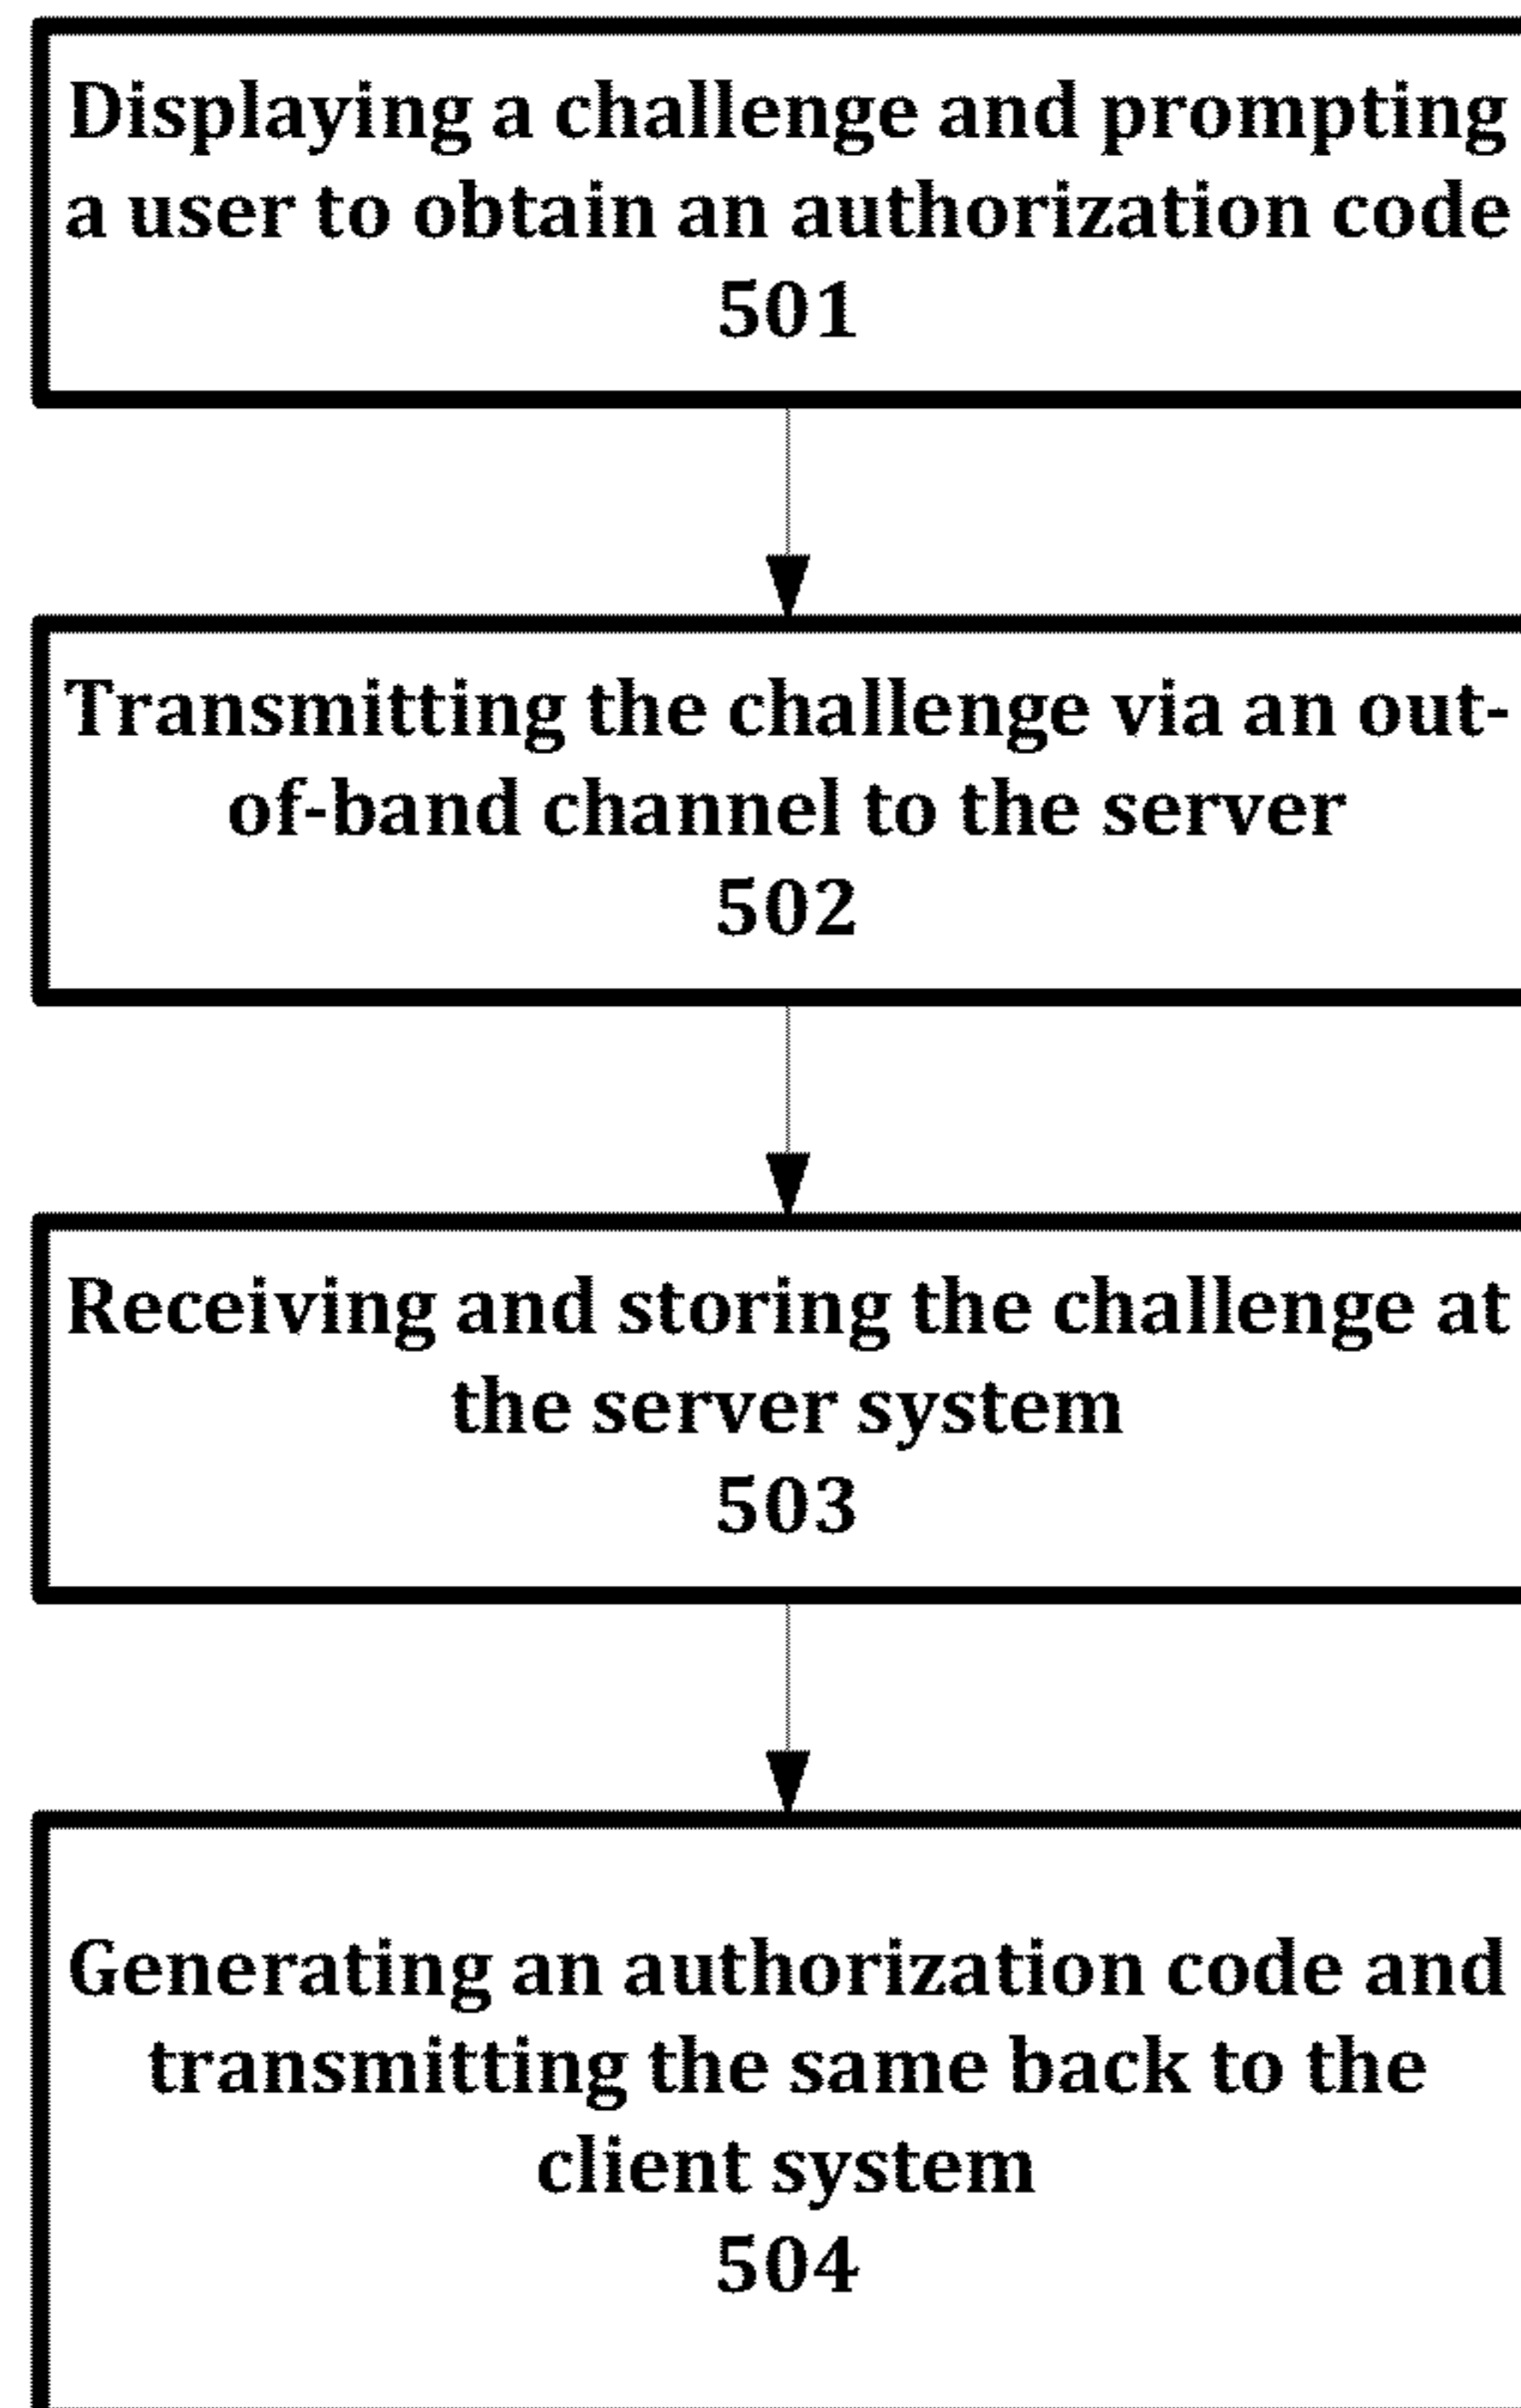 Displaying a challenge and prompting
a user to obtain an authorization code
501
Transmitting the challenge via an out-
of-band channel to the server
502
Receiving and storing the challenge at
the server system
503
Generating an authorization code and
transmitting the same back to the
client system
504